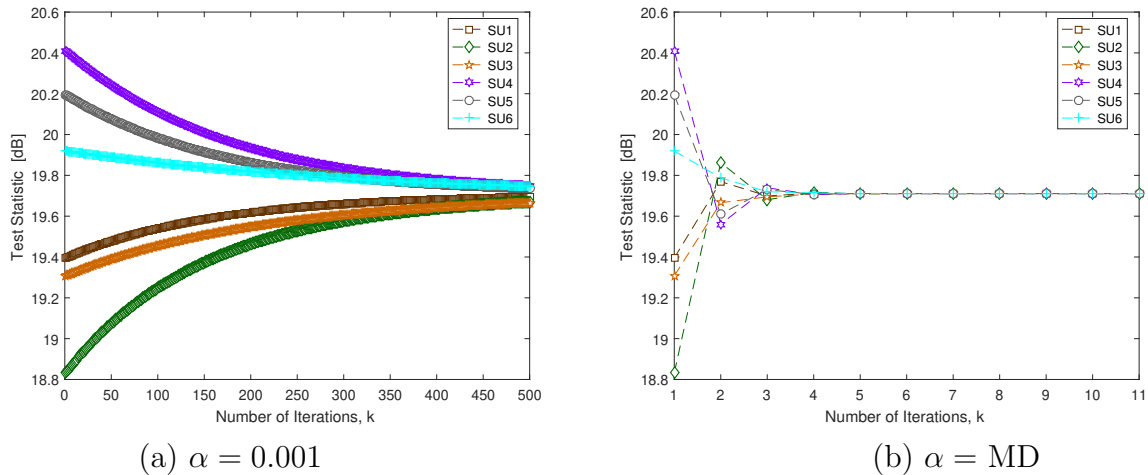 20.6
20.4
20.2
20
19.8
19.6
19.4
19.2
19
18.8
Test Statistic [dB]
0 50 100 150 200 250 300 350 400 450 500
Number of Iterations, k
SU1
SU2
SU3
SU4
SU5
SU6
(a) α = 0.001
20.6
20.4
20.2
20
19.8
19.6
19.4
19.2
19
18.8
Test Statistic [dB]
1 2 3 4 5 6 7 8 9 10 11
Number of Iterations, k
SU1
SU2
SU3
SU4
SU5
SU6
(b) α = MD